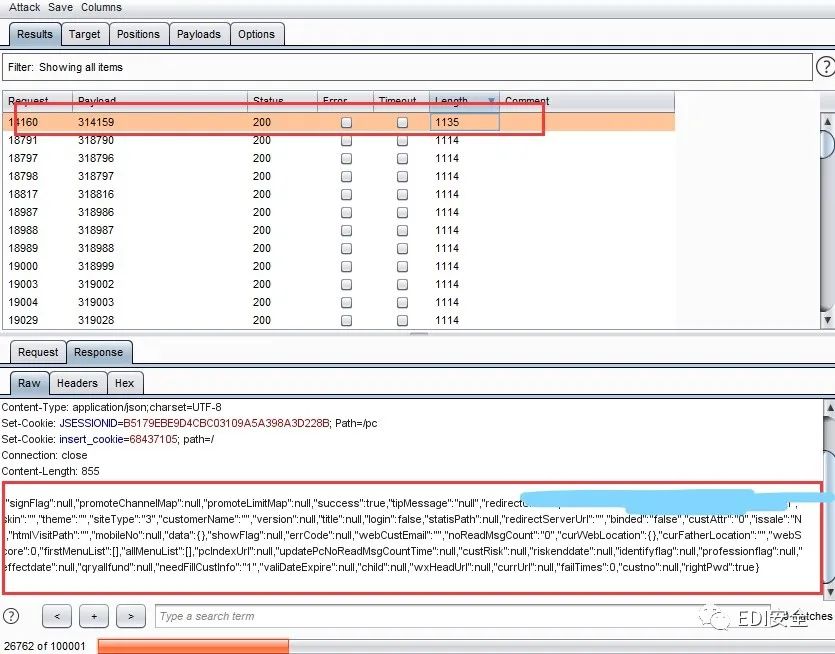 Attack Save Columns
Results Target Positions Payloads Options
Filter: Showing all items ?
Request Payload Status Error Timeout Length Comment
14160 314159 200 1135
18791 318790 200 1114
18797 318796 200 1114
18798 318797 200 1114
18817 318816 200 1114
18987 318986 200 1114
18988 318987 200 1114
18989 318988 200 1114
19000 318999 200 1114
19003 319002 200 1114
19004 319003 200 1114
19029 319028 200 1114
Request Response
Raw Headers Hex
Content-Type: application/json;charset=UTF-8
Set-Cookie: JSESSIONID=B5179EBE9D4CBC03109A5A398A3D228B; Path=/pc
Set-Cookie: insert_cookie=68437105; path=/
Connection: close
Content-Length: 855
"signFlag":null,"promoteChannelMap":null,"promoteLimitMap":null,"success":true,"tipMessage":"null",
skin":"","theme":"","siteType":"3","customerName":"","version":null,"title":null,"login":false,"statisPath":null,"redirectServerUrl":"","binded":"false","custAttr":"0","issale":"N
,"htmlVisitPath":"","mobileNo":null,"data":{},"showFlag":null,"errCode":null,"webCustEmail":"","noReadMsgCount":"0","curWebLocation":{},"curFatherLocation":"","webS
core":0,"firstMenuList":[],"allMenuList":[],"pcIndexUrl":null,"updatePcNoReadMsgCountTime":null,"custRisk":null,"riskenddate":null,"identifyflag":null,"professionflag":null,"
effectdate":null,"qryallfund":null,"needFillCustInfo":"1","valiDateExpire":null,"child":null,"wxHeadUrl":null,"currUrl":null,"failTimes":0,"custno":null,"rightPwd":true}
? < + > Type a search term matches
EDI安全
26762 of 100001